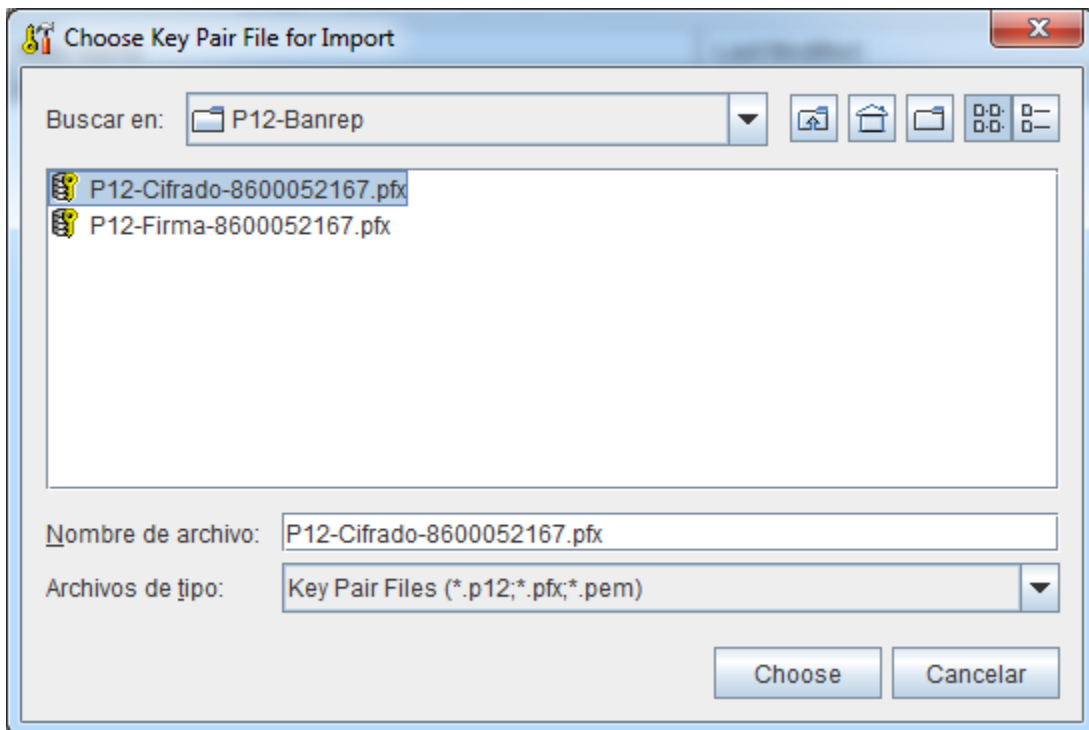 Choose Key Pair File for Import
Buscar en: P12-Banrep
P12-Cifrado-8600052167.pfx
P12-Firma-8600052167.pfx
Nombre de archivo: P12-Cifrado-8600052167.pfx
Archivos de tipo: Key Pair Files (*.p12;*.pfx;*.pem)
Choose Cancelar